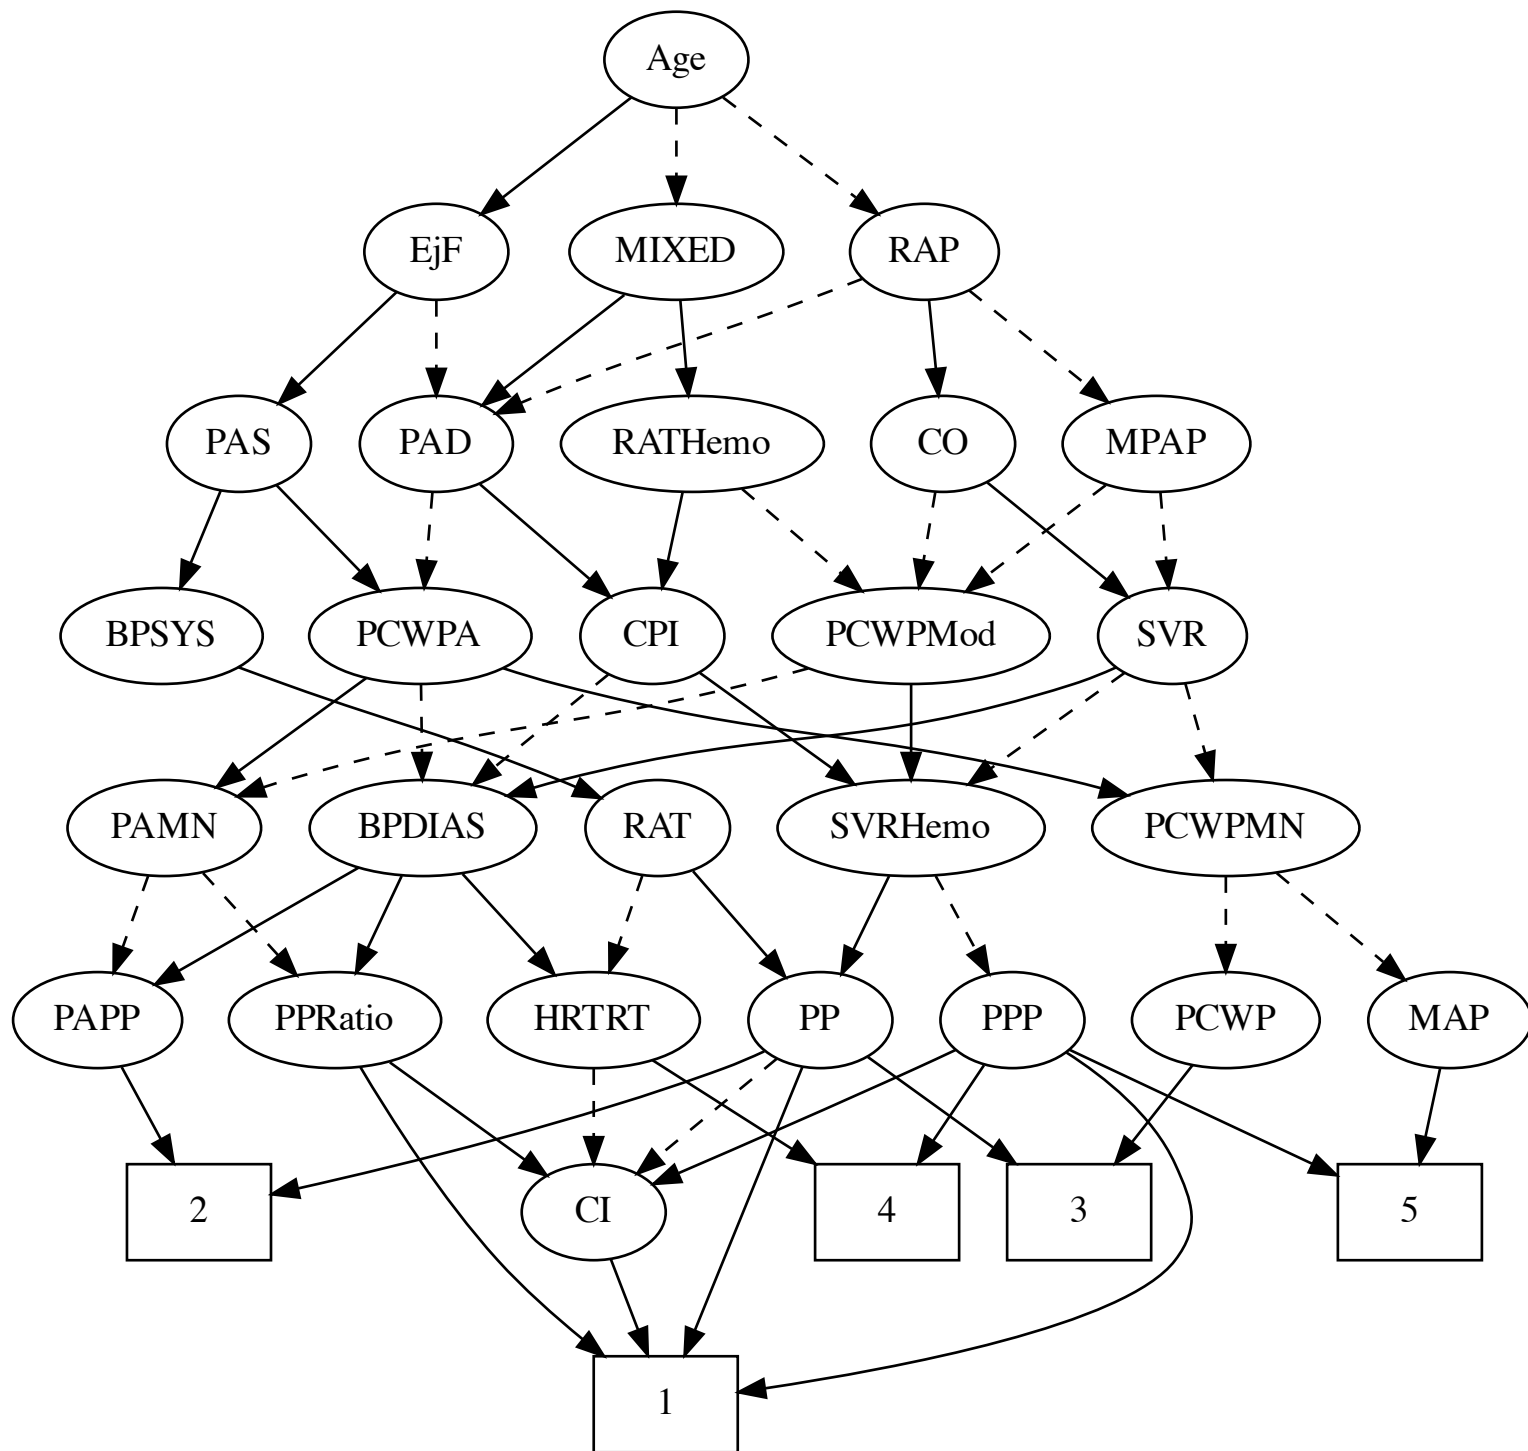 Age
EjF
MIXED
RAP
PAS
PAD
RATHemo
CO
MPAP
BPSYS
PCWPA
CPI
PCWPMod
SVR
PAMN
BPDIAS
RAT
SVRHemo
PCWPMN
PAPP
PPRatio
HRTRT
PP
PPP
PCWP
MAP
2
CI
4
3
5
1